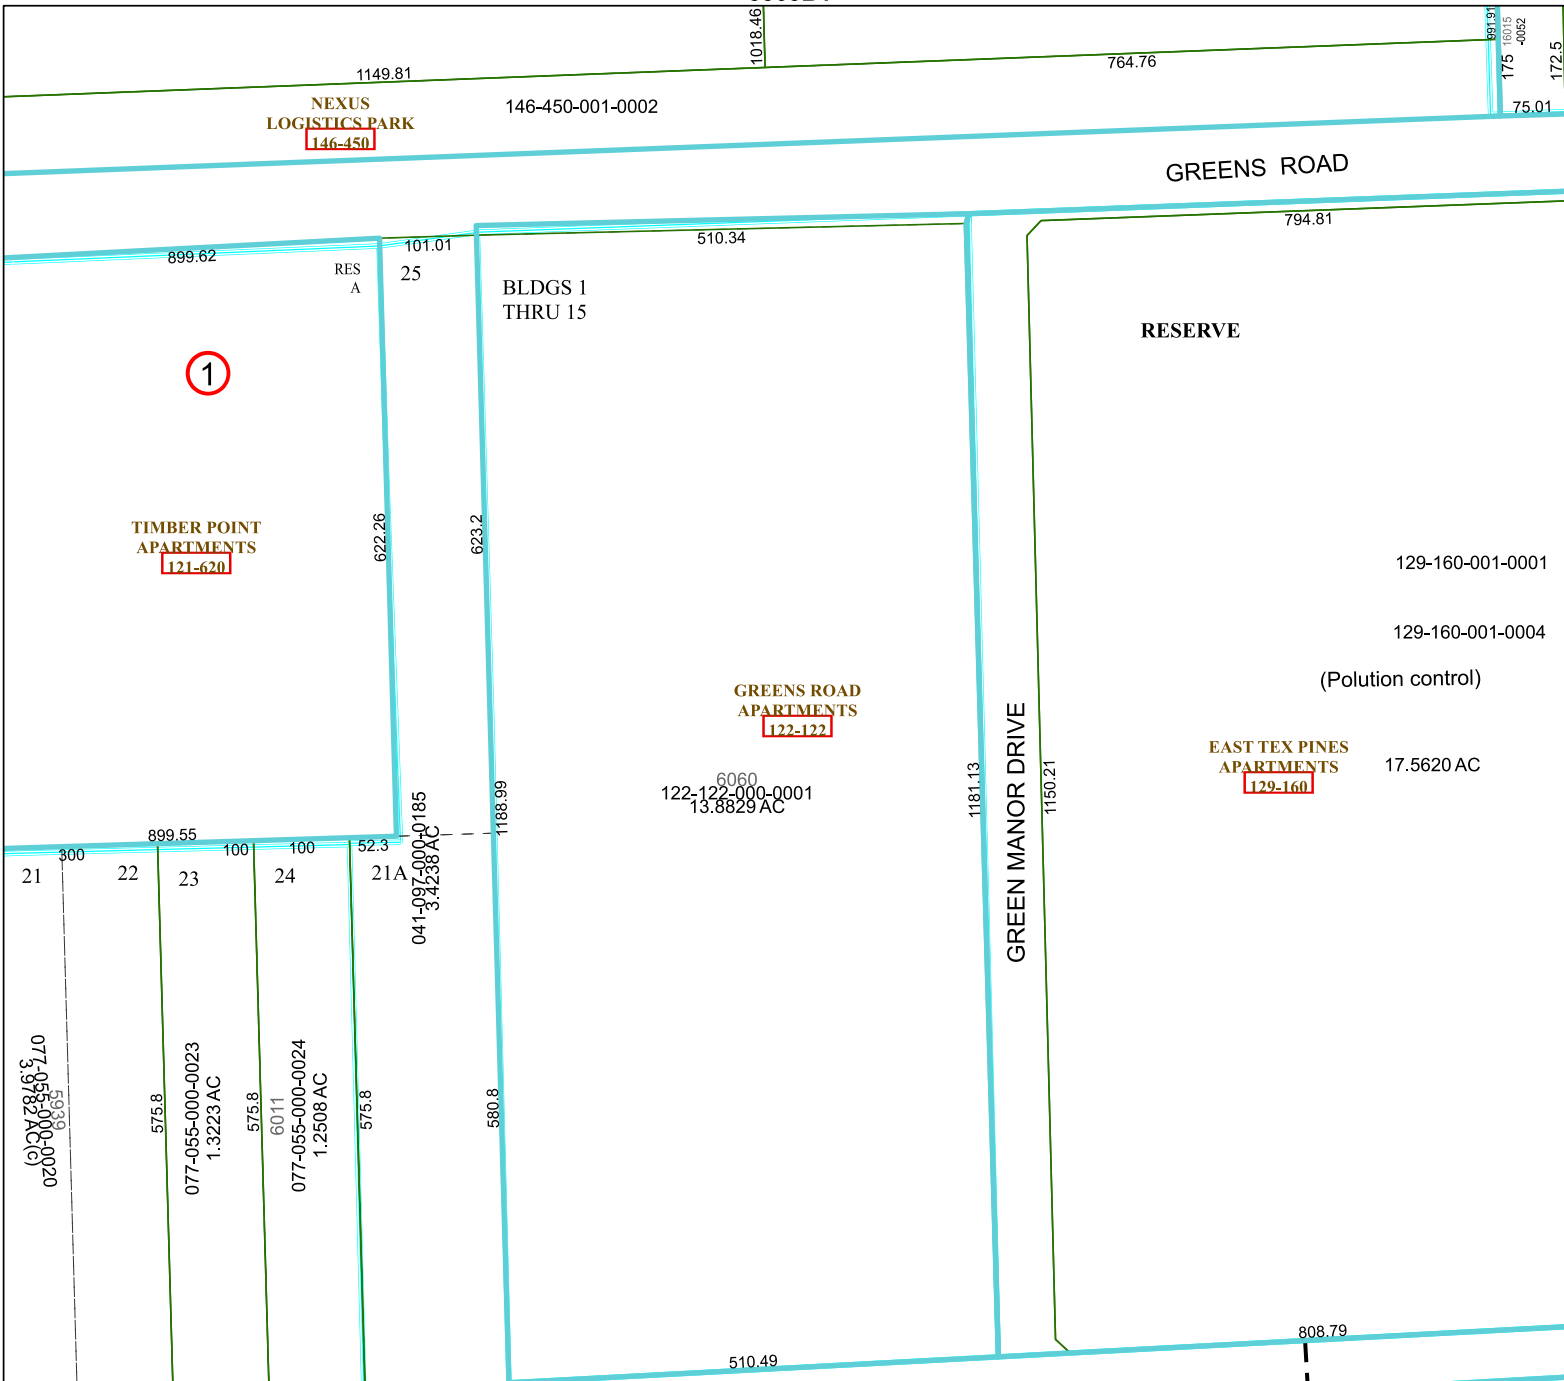 1018.46
991.91
16015
-0052
175
172.5
1149.81
764.76
75.01
NEXUS
LOGISTICS PARK
146-450
146-450-001-0002
GREENS ROAD
794.81
899.62
101.01
510.34
RES
A
25
BLDGS 1
THRU 15
RESERVE
1
TIMBER POINT
APARTMENTS
121-620
622.26
623.2
129-160-001-0001
129-160-001-0004
(Polution control)
GREENS ROAD
APARTMENTS
122-122
6060
122-122-000-0001
13.8829 AC
EAST TEX PINES
APARTMENTS
129-160
17.5620 AC
1188.99
1181.13
GREEN MANOR DRIVE
1150.21
899.55
300
100
100
52.3
21
22
23
24
21A
041-097-000-0185
3.4238 AC
5939
077-055-000-0020
3.9782 AC(c)
575.8
077-055-000-0023
1.3223 AC
575.8
6011
077-055-000-0024
1.2508 AC
575.8
580.8
510.49
808.79